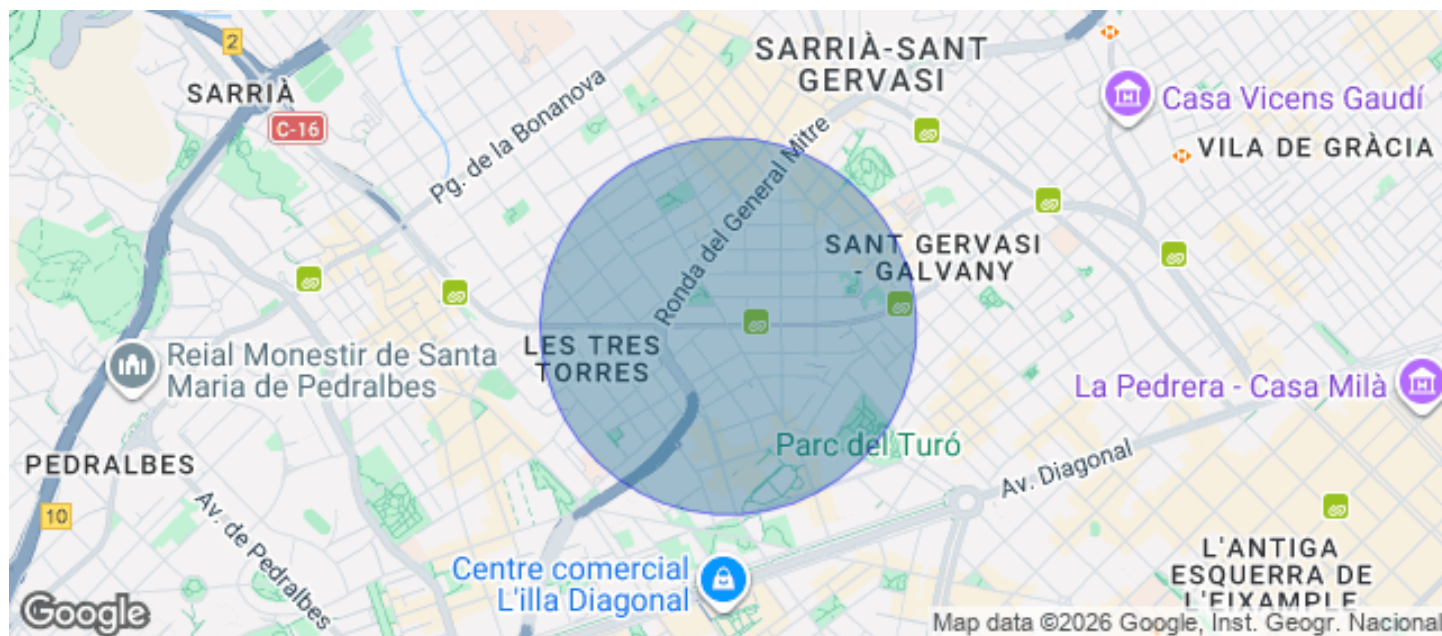 SARRIÀ-SANT
GERVASI
2
SARRIÀ
C-16
Casa Vicens Gaudí
Pg. de la Bonanova
Ronda del General Mitre
VILA DE GRÀCIA
SANT GERVASI
- GALVANY
LES TRES
TORRES
Reial Monestir de Santa
Maria de Pedralbes
La Pedrera - Casa Milà
Parc del Turó
PEDRALBES
Av. Diagonal
10
Av. de Pedralbes
Centre comercial
L'illa Diagonal
L'ANTIGA
ESQUERRA DE
L'EIXAMPLE
Google
Map data ©2026 Google, Inst. Geogr. Nacional